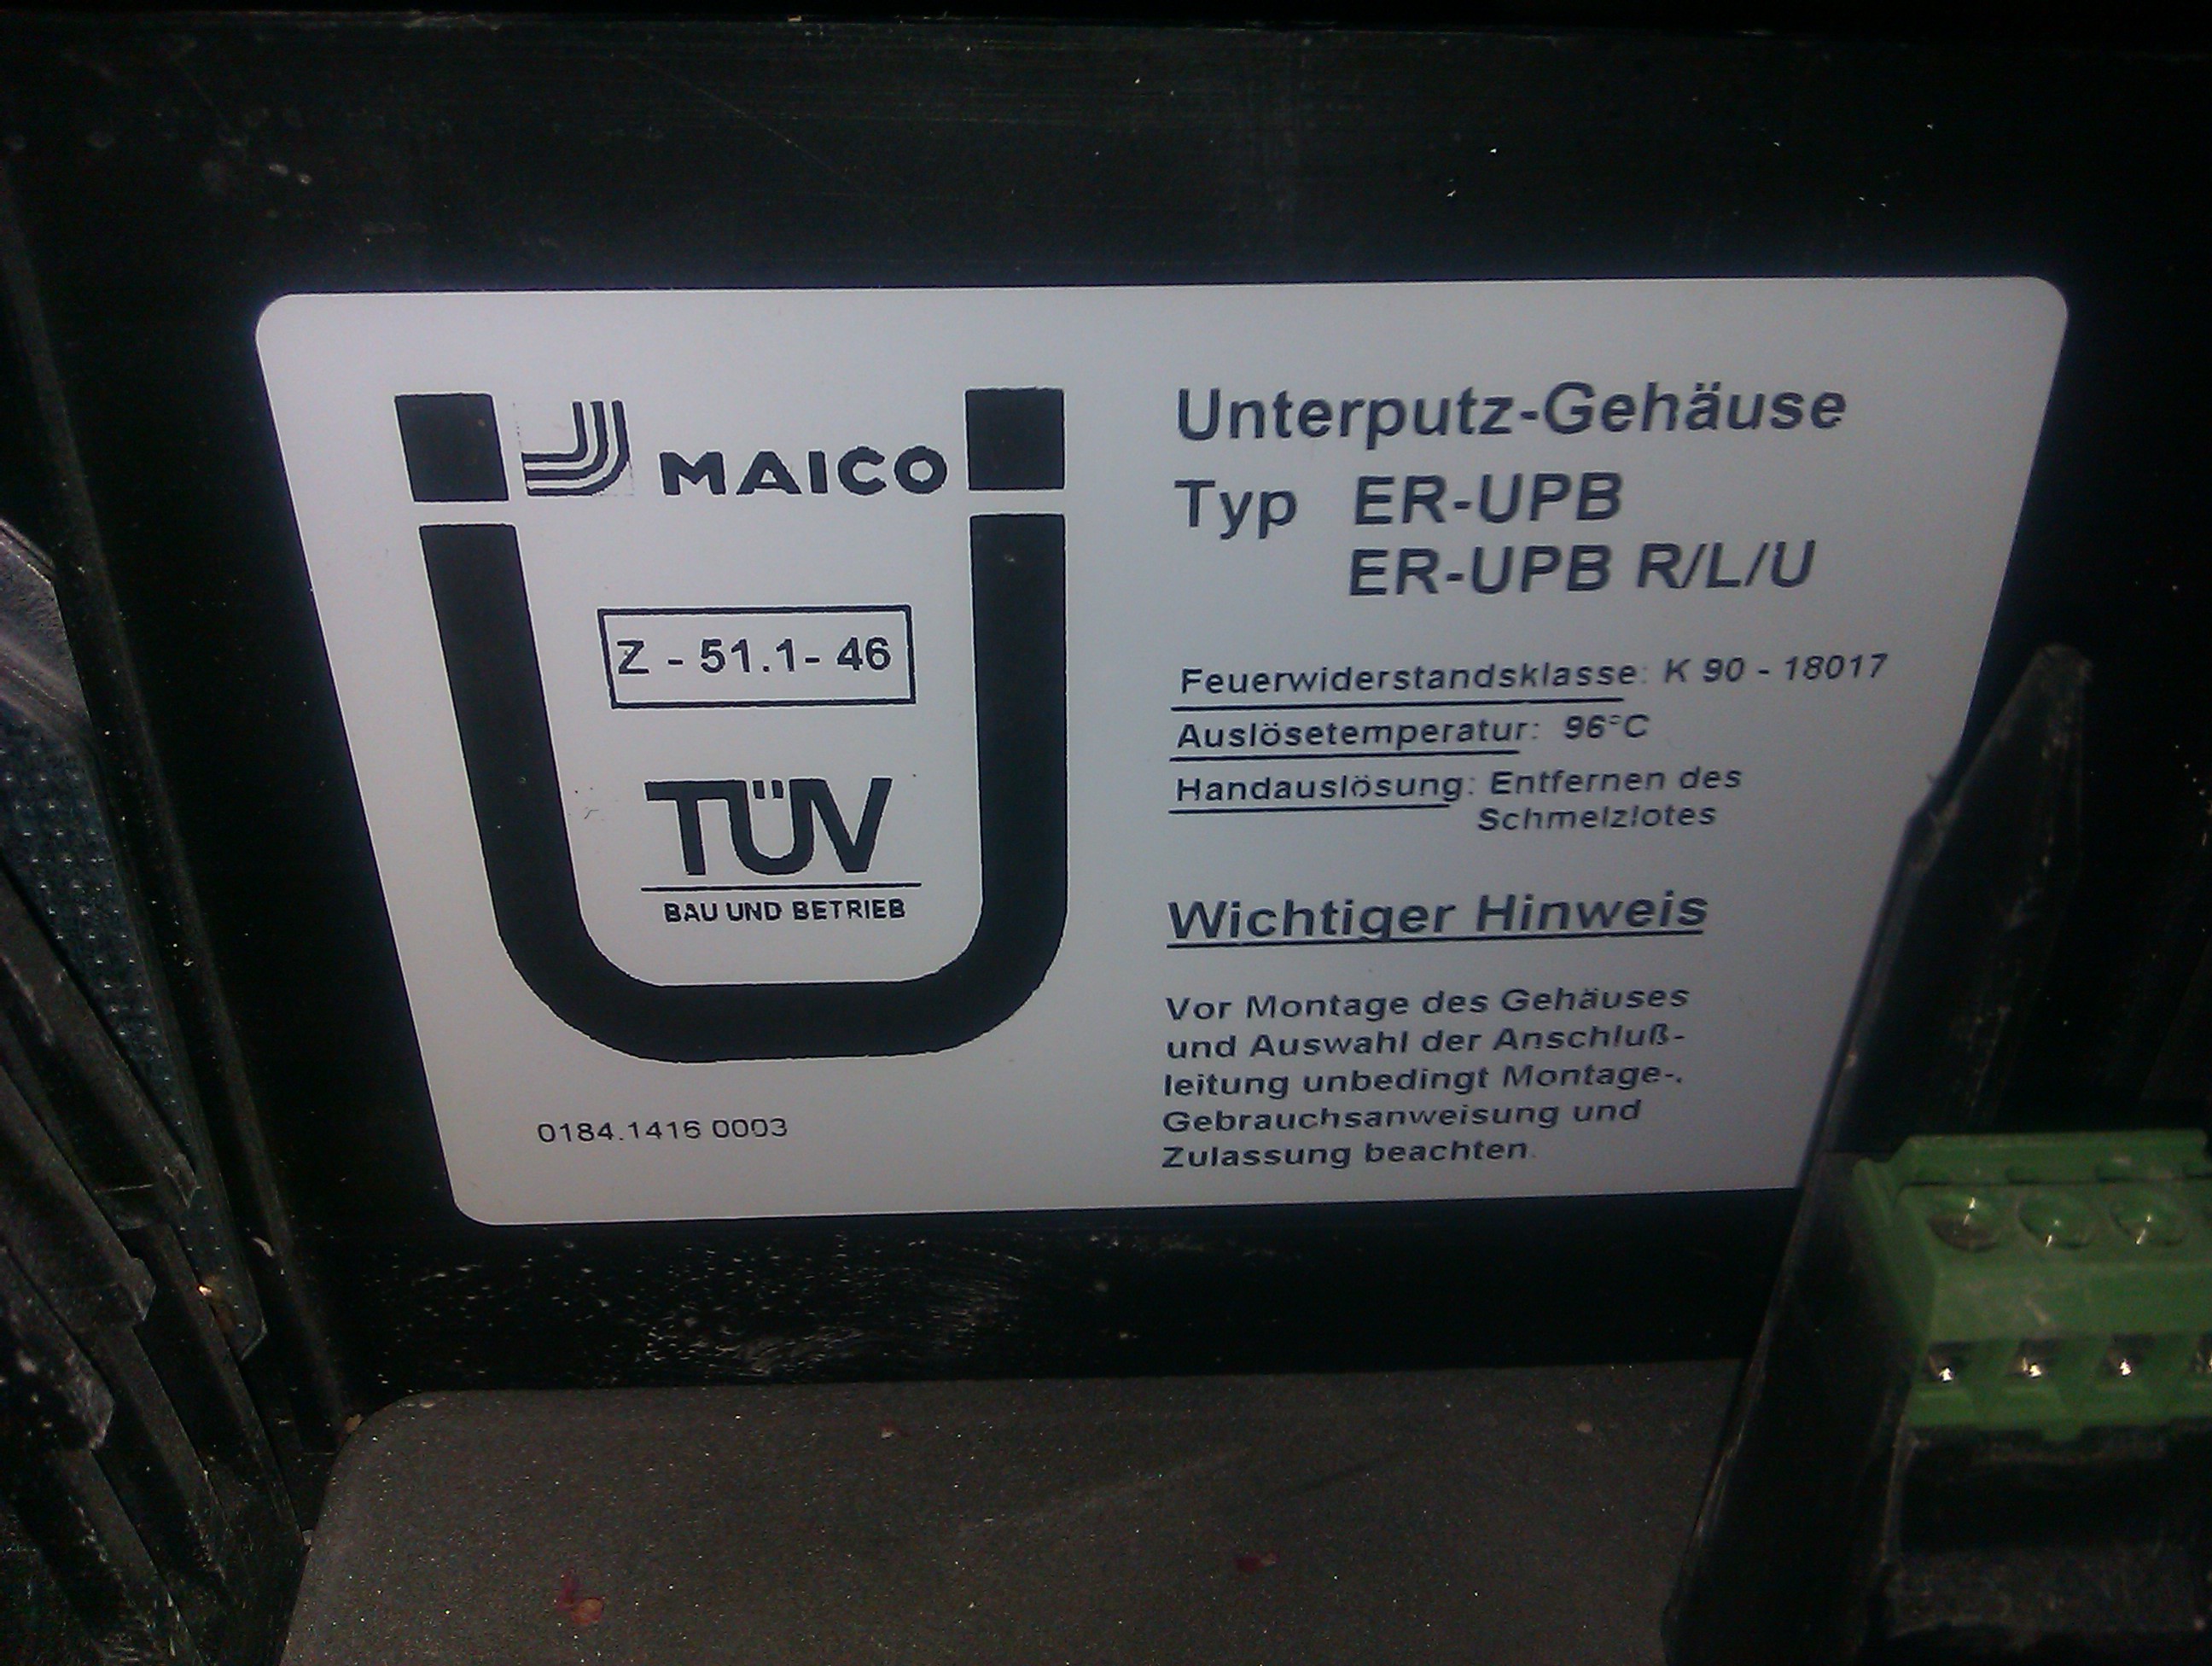 MAICO
Z - 51.1- 46
TÜV
BAU UND BETRIEB
0184.1416 0003
Unterputz-Gehäuse
Typ ER-UPB
ER-UPB R/L/U
Feuerwiderstandsklasse: K 90 - 18017
Auslösetemperatur: 96°C
Handauslösung: Entfernen des
Schmelzlotes
Wichtiger Hinweis
Vor Montage des Gehäuses
und Auswahl der Anschluß-
leitung unbedingt Montage-,
Gebrauchsanweisung und
Zulassung beachten.